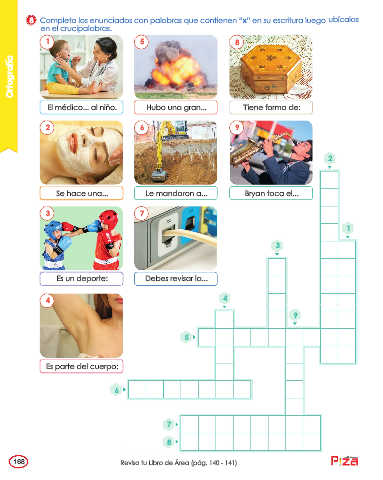 Ortografía
8 Completa los enunciados con palabras que contienen "x" en su escritura luego ubícalos
en el crucipalabras.
1
5
8
El médico... al niño.
Hubo una gran...
Tiene forma de:
2
6
9
Se hace una...
Le mandaron a...
Bryan toca el...
3
7
Es un deporte:
Debes revisar lo...
4
Es parte del cuerpo:
2
1
3
4
9
5
6
7
8
168
Revisa tu Libro de Área (pág. 140 - 141)
Piza